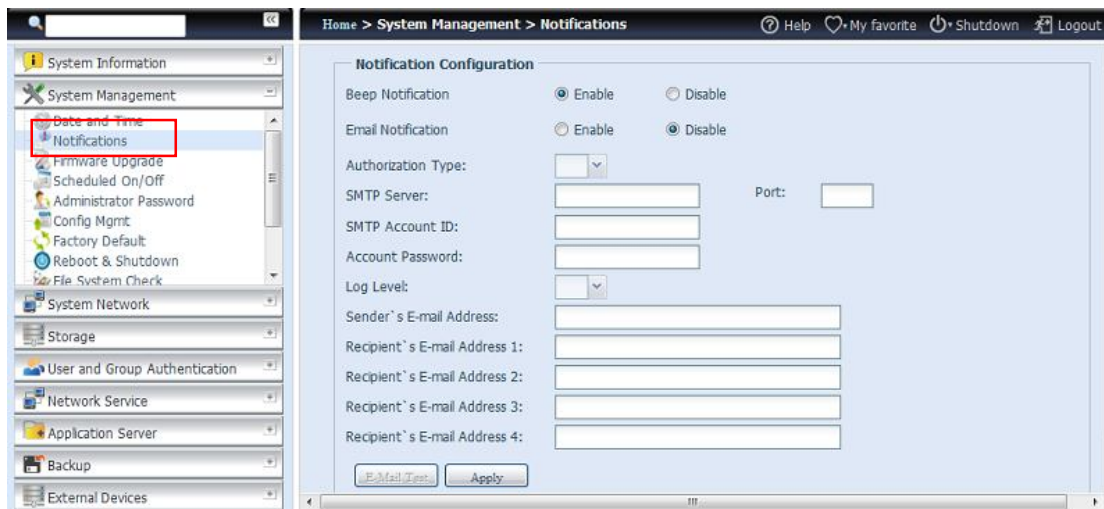 Home > System Management > Notifications
Help My favorite Shutdown Logout
System Information
System Management
Date and Time
Notifications
Firmware Upgrade
Scheduled On/Off
Administrator Password
Config Mgmt
Factory Default
Reboot & Shutdown
File System Check
System Network
Storage
User and Group Authentication
Network Service
Application Server
Backup
External Devices
Notification Configuration
Beep Notification Enable Disable
Email Notification Enable Disable
Authorization Type:
SMTP Server: Port:
SMTP Account ID:
Account Password:
Log Level:
Sender`s E-mail Address:
Recipient`s E-mail Address 1:
Recipient`s E-mail Address 2:
Recipient`s E-mail Address 3:
Recipient`s E-mail Address 4:
E-Mail Test Apply